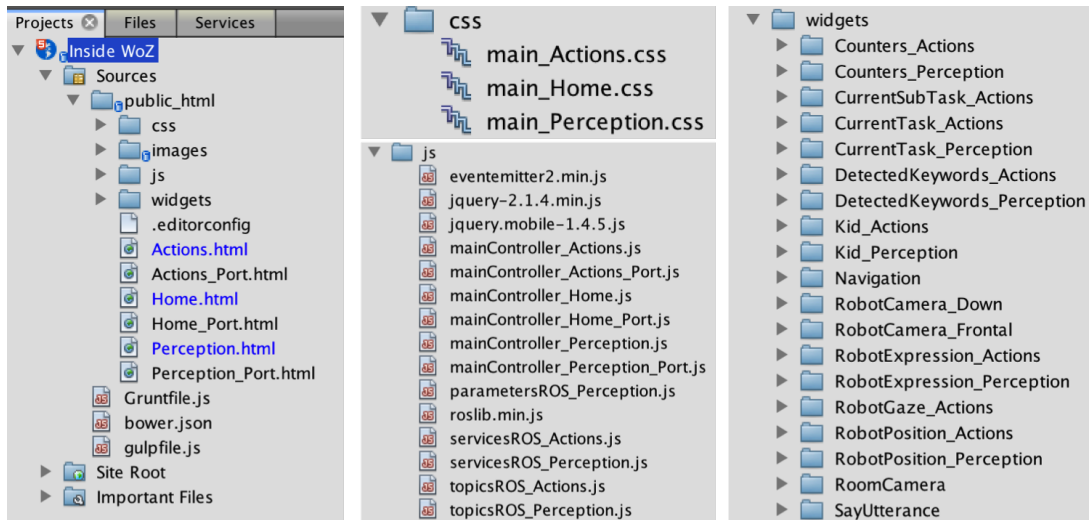 Projects
Files
Services
Inside WoZ
Sources
public_html
css
images
js
widgets
.editorconfig
Actions.html
Actions_Port.html
Home.html
Home_Port.html
Perception.html
Perception_Port.html
Gruntfile.js
bower.json
gulpfile.js
Site Root
Important Files
css
main_Actions.css
main_Home.css
main_Perception.css
js
eventemitter2.min.js
jquery-2.1.4.min.js
jquery.mobile-1.4.5.js
mainController_Actions.js
mainController_Actions_Port.js
mainController_Home.js
mainController_Home_Port.js
mainController_Perception.js
mainController_Perception_Port.js
parametersROS_Perception.js
roslib.min.js
servicesROS_Actions.js
servicesROS_Perception.js
topicsROS_Actions.js
topicsROS_Perception.js
widgets
Counters_Actions
Counters_Perception
CurrentSubTask_Actions
CurrentTask_Actions
CurrentTask_Perception
DetectedKeywords_Actions
DetectedKeywords_Perception
Kid_Actions
Kid_Perception
Navigation
RobotCamera_Down
RobotCamera_Frontal
RobotExpression_Actions
RobotExpression_Perception
RobotGaze_Actions
RobotPosition_Actions
RobotPosition_Perception
RoomCamera
SayUtterance